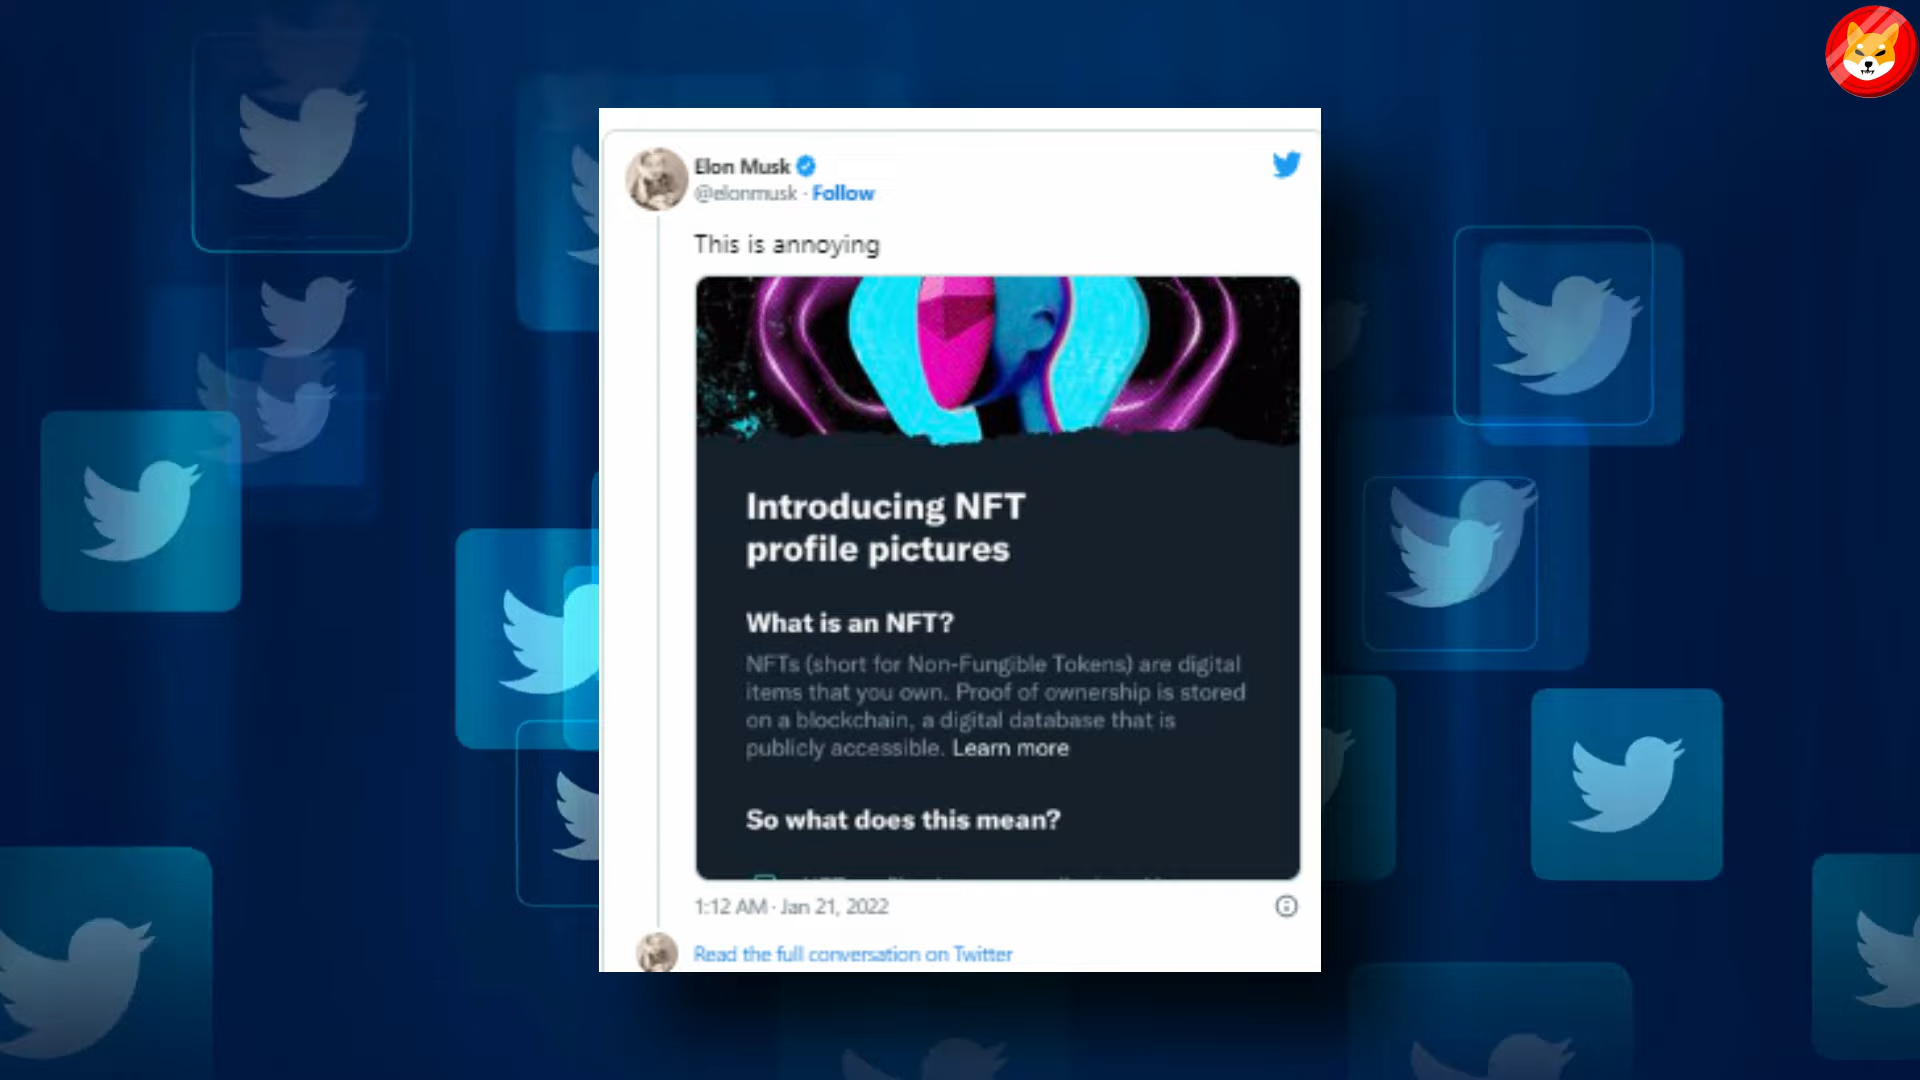 Elon Musk
@elonmusk · Follow
This is annoying
Introducing NFT
profile pictures
What is an NFT?
NFTs (short for Non-Fungible Tokens) are digital
items that you own. Proof of ownership is stored
on a blockchain, a digital database that is
publicly accessible. Learn more
So what does this mean?
1:12 AM · Jan 21, 2022
Read the full conversation on Twitter